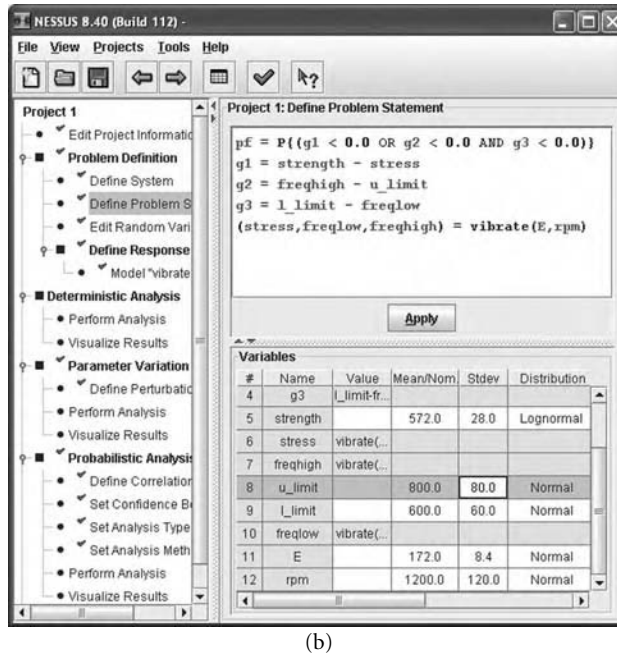 NESSUS 8.40 (Build 112) -
File View Projects Tools Help
Project 1
Edit Project Informatic
Problem Definition
Define System
Define Problem S
Edit Random Vari
Define Response
Model "vibrate
Deterministic Analysis
Perform Analysis
Visualize Results
Parameter Variation
Define Perturbatic
Perform Analysis
Visualize Results
Probabilistic Analysis
Define Correlation
Set Confidence Bo
Set Analysis Type
Set Analysis Meth
Perform Analysis
Visualize Results
Project 1: Define Problem Statement
pf = P{(g1 < 0.0 OR g2 < 0.0 AND g3 < 0.0)}
g1 = strength - stress
g2 = freqhigh - u_limit
g3 = l_limit - freqlow
(stress,freqlow,freqhigh) = vibrate(E,rpm)
Apply
Variables
# Name Value Mean/Nom. Stdev Distribution
4 g3 l_limit-fr...
5 strength 572.0 28.0 Lognormal
6 stress vibrate(...
7 freqhigh vibrate(...
8 u_limit 800.0 80.0 Normal
9 l_limit 600.0 60.0 Normal
10 freqlow vibrate(...
11 E 172.0 8.4 Normal
12 rpm 1200.0 120.0 Normal
(b)